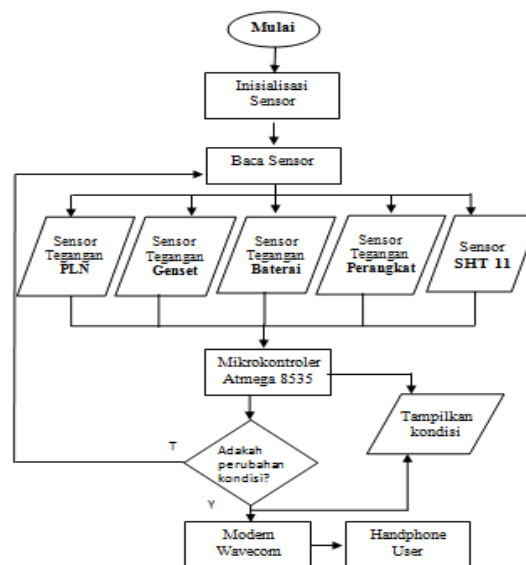 Mulai
Inisialisasi
Sensor
Baca Sensor
Sensor
Tegangan
PLN
Sensor
Tegangan
Genset
Sensor
Tegangan
Baterai
Sensor
Tegangan
Perangkat
Sensor
SHT 11
Mikrokontroler
Atmega 8535
Tampilkan
kondisi
T
Adakah
perubahan
kondisi?
Y
Modem
Wavecom
Handphone
User